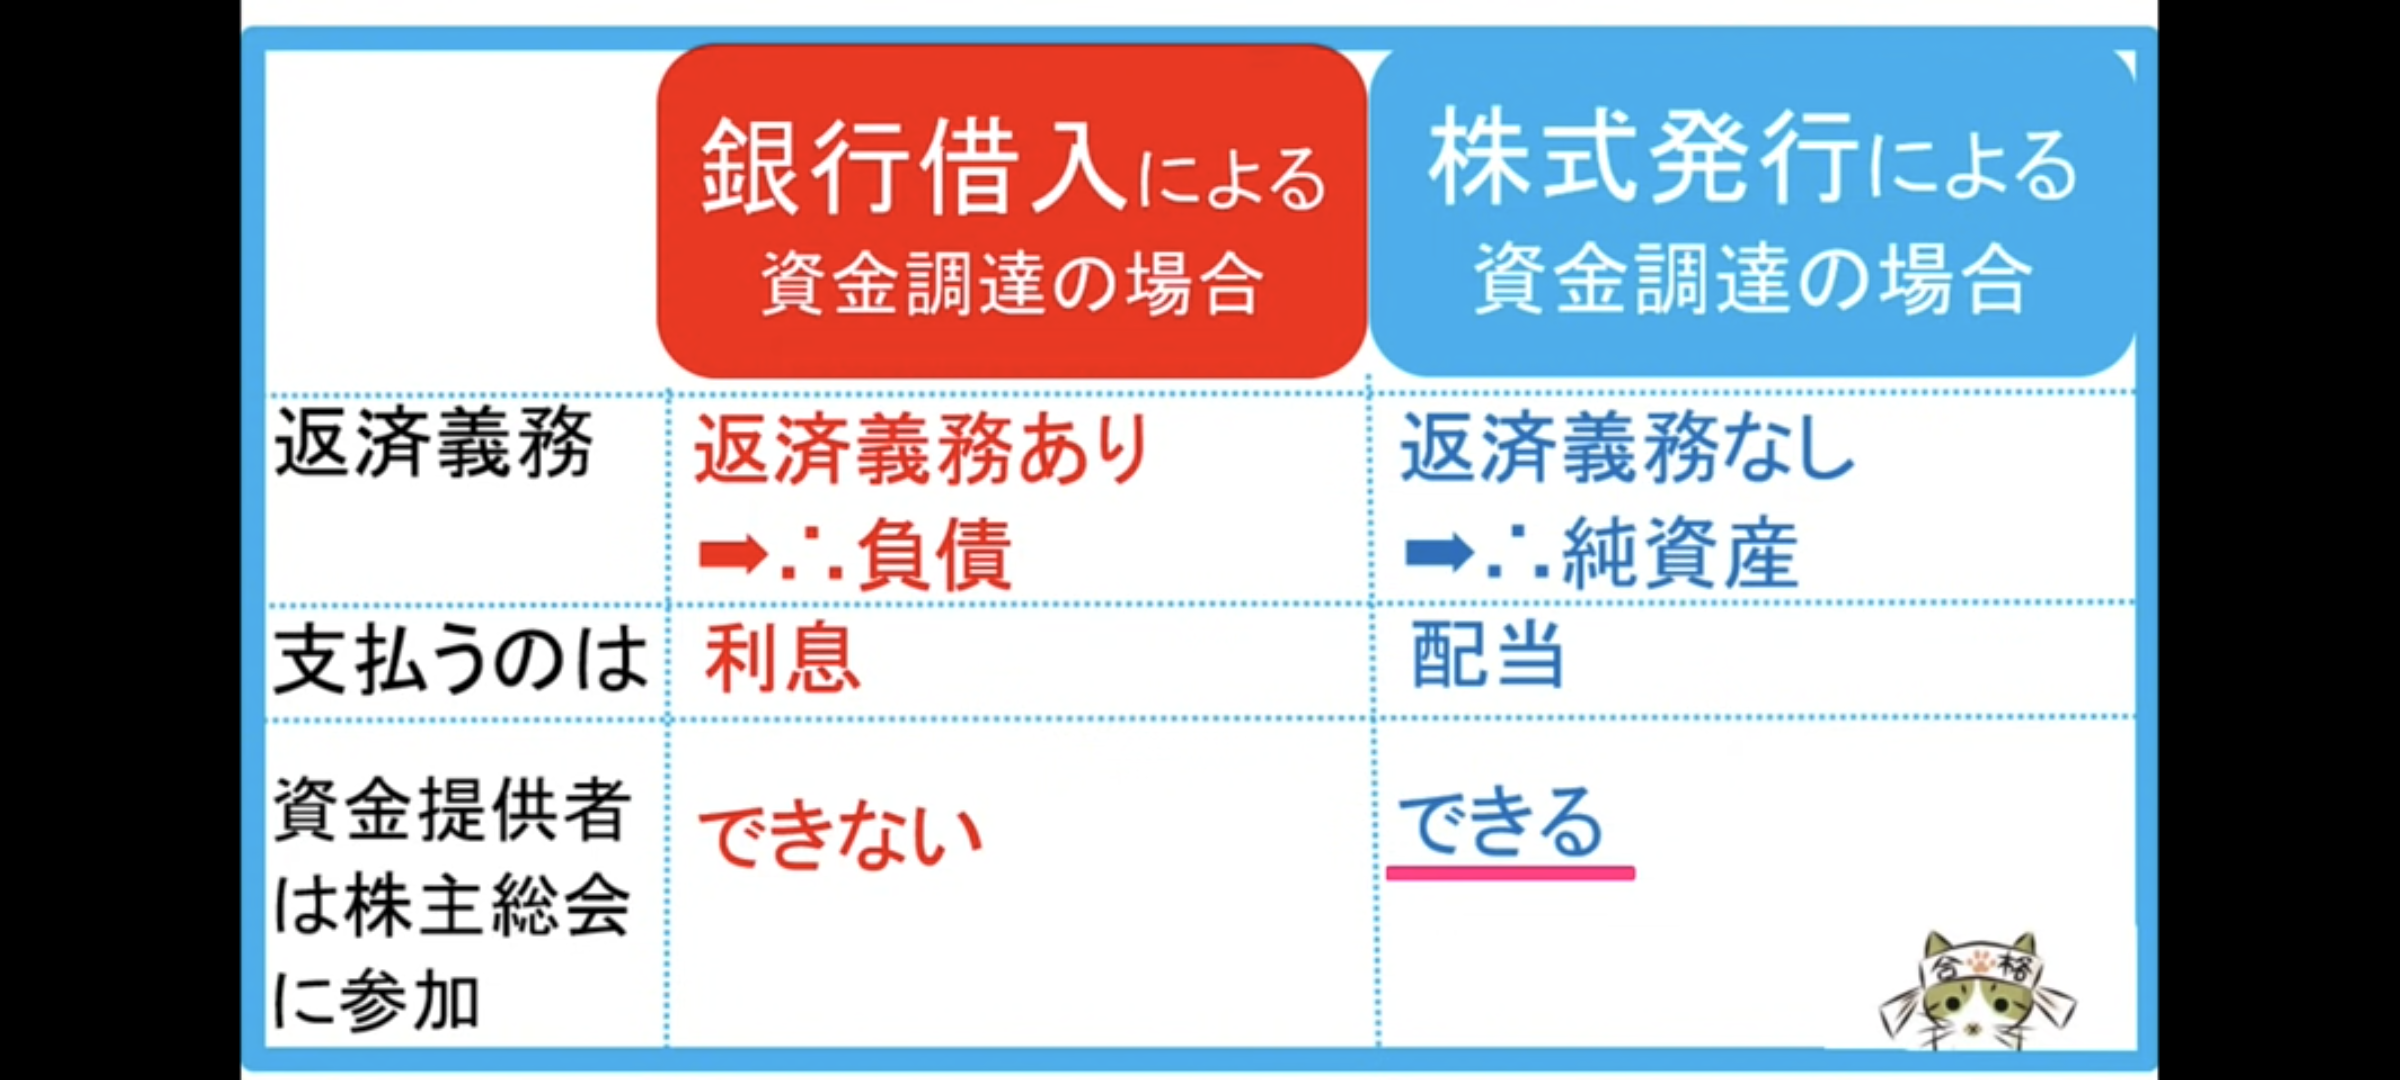 銀行借入による
資金調達の場合
株式発行による
資金調達の場合
返済義務
返済義務あり
➡∴負債
返済義務なし
➡∴純資産
支払うのは
利息
配当
資金提供者
は株主総会
に参加
できない
できる
合格